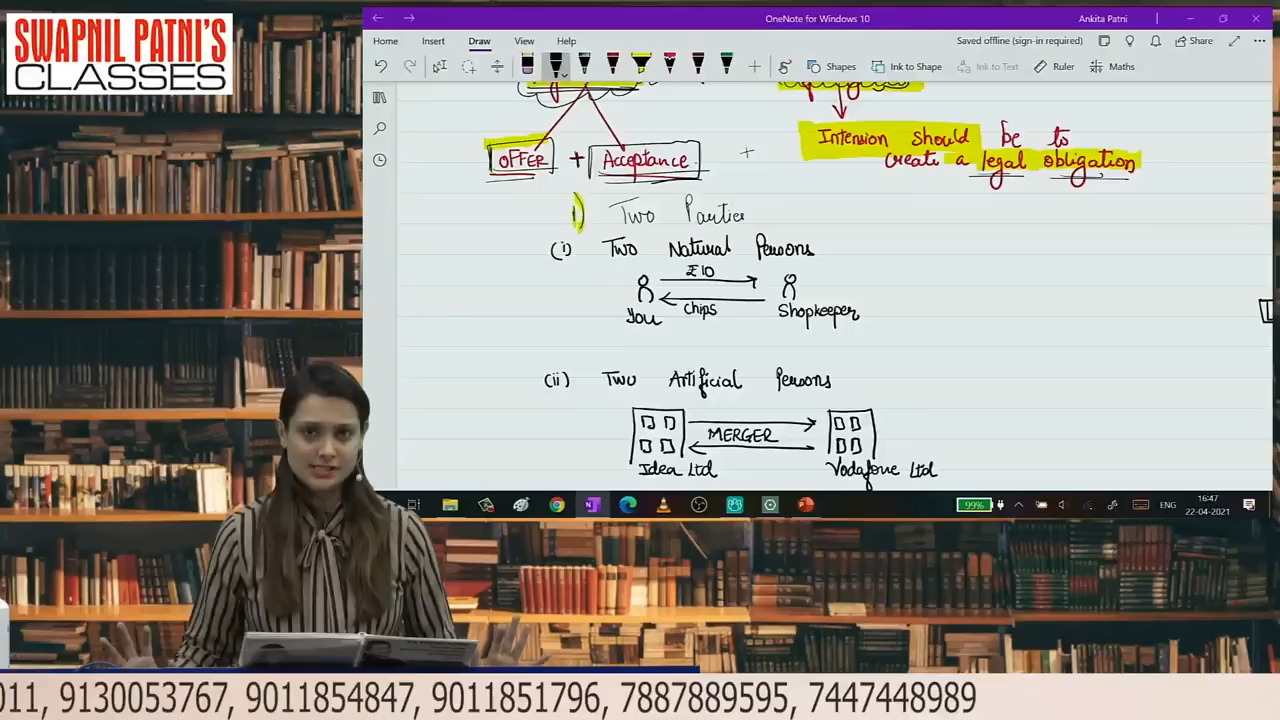 SWAPNIL PATNI'S
CLASSES
OneNote for Windows 10
Ankita Patni
Home
Insert
Draw
View
Help
Saved offline (sign-in required)
Share
Ink to Shape
Shapes
Ink to Text
Ruler
Maths
OFFER + Acceptance +
Intension should be to
create a legal obligation
1) Two Parties
(i) Two Natural Persons
₹10
Chips
You
Shopkeeper
(ii) Two Artificial Persons
MERGER
Idea Ltd
Vodafone Ltd
99%
ENG
16:47
22-04-2021
011, 9130053767, 9011854847, 9011851796, 7887889595, 7447448989